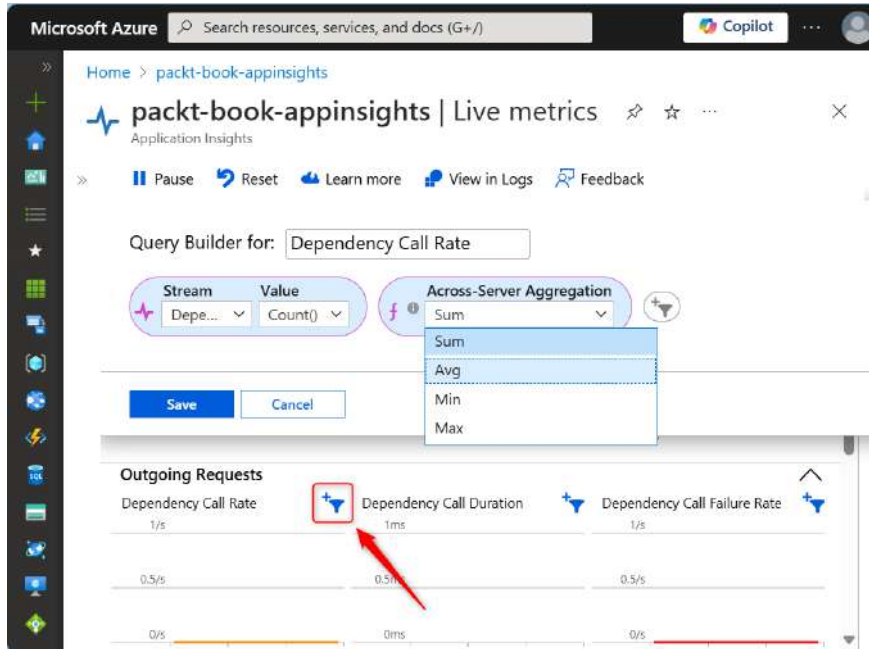 Microsoft Azure
Search resources, services, and docs (G+/)
Copilot
...
Home > packt-book-appinsights
packt-book-appinsights | Live metrics
Application Insights
Pause Reset Learn more View in Logs Feedback
Query Builder for: Dependency Call Rate
Stream Value Across-Server Aggregation
Depe... Count() Sum
Sum
Avg
Min
Max
Save Cancel
Outgoing Requests
Dependency Call Rate Dependency Call Duration Dependency Call Failure Rate
1/s 1ms 1/s
0.5/s 0.5ms 0.5/s
0/s 0ms 0/s